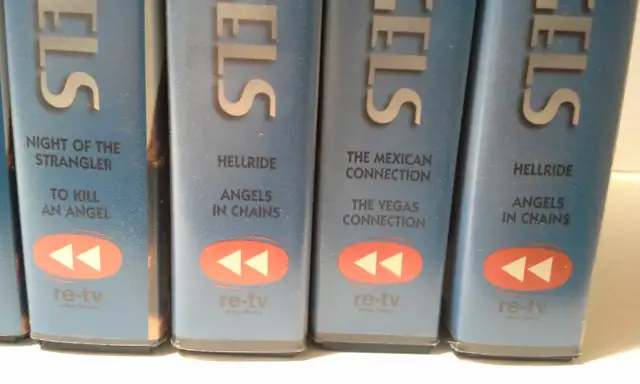 ELS
NIGHT OF THE
STRANGLER
TO KILL
AN ANGEL
re-tv
ELS
HELLRIDE
ANGELS
IN CHAINS
re-tv
ELS
THE MEXICAN
CONNECTION
THE VEGAS
CONNECTION
re-tv
ELS
HELLRIDE
ANGELS
IN CHAINS
re-tv